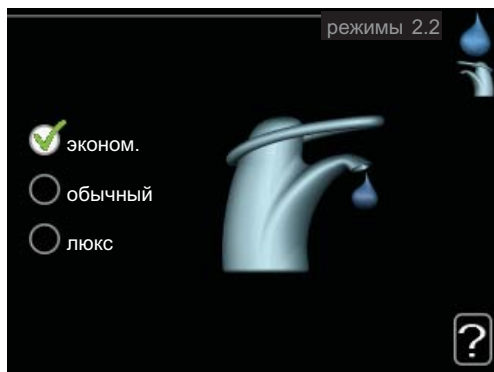 режимы 2.2
эконом.
обычный
люкс
?